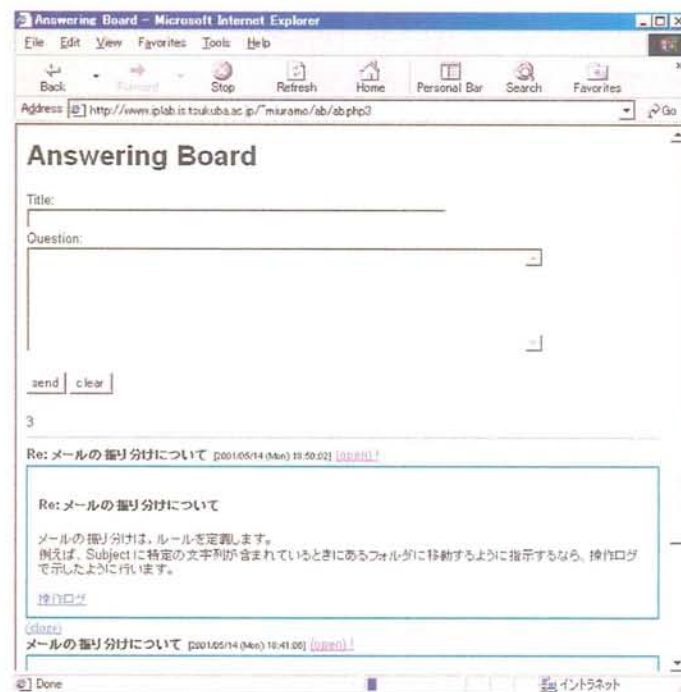 Answering Board - Microsoft Internet Explorer
File Edit View Favorites Tools Help
Back Forward Stop Refresh Home Personal Bar Search Favorites
Address http://www.iplab.is.tsukuba.ac.jp/~miuramo/ab/ab.php3 Go
Answering Board
Title:
Question:
send clear
3
Re: メールの振り分けについて [2001/05/14 (Mon) 18:50:02] (open) !
Re: メールの振り分けについて
メールの振り分けは、ルールを定義します。
例えば、Subject に特定の文字列が含まれているときにあるフォルダに移動するように指示するなら、操作ログ
で示したように行います。
操作ログ
(close)
メールの振り分けについて [2001/05/14 (Mon) 18:41:06] (open) !
Done イントラネット